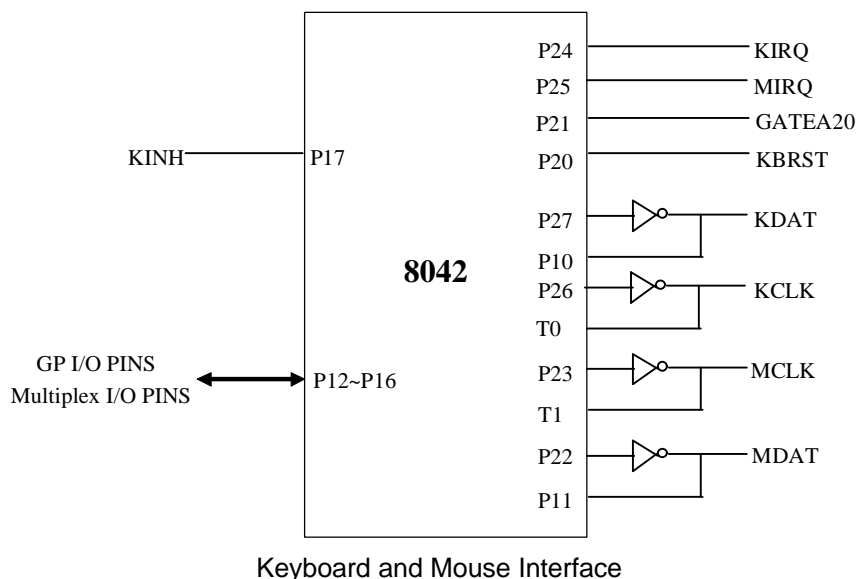 P24 KIRQ
P25 MIRQ
P21 GATEA20
KINH P17 P20 KBRST
P27 KDAT
P10
8042
P26 KCLK
T0
GP I/O PINS
Multiplex I/O PINS
P12~P16
P23 MCLK
T1
P22 MDAT
P11
Keyboard and Mouse Interface